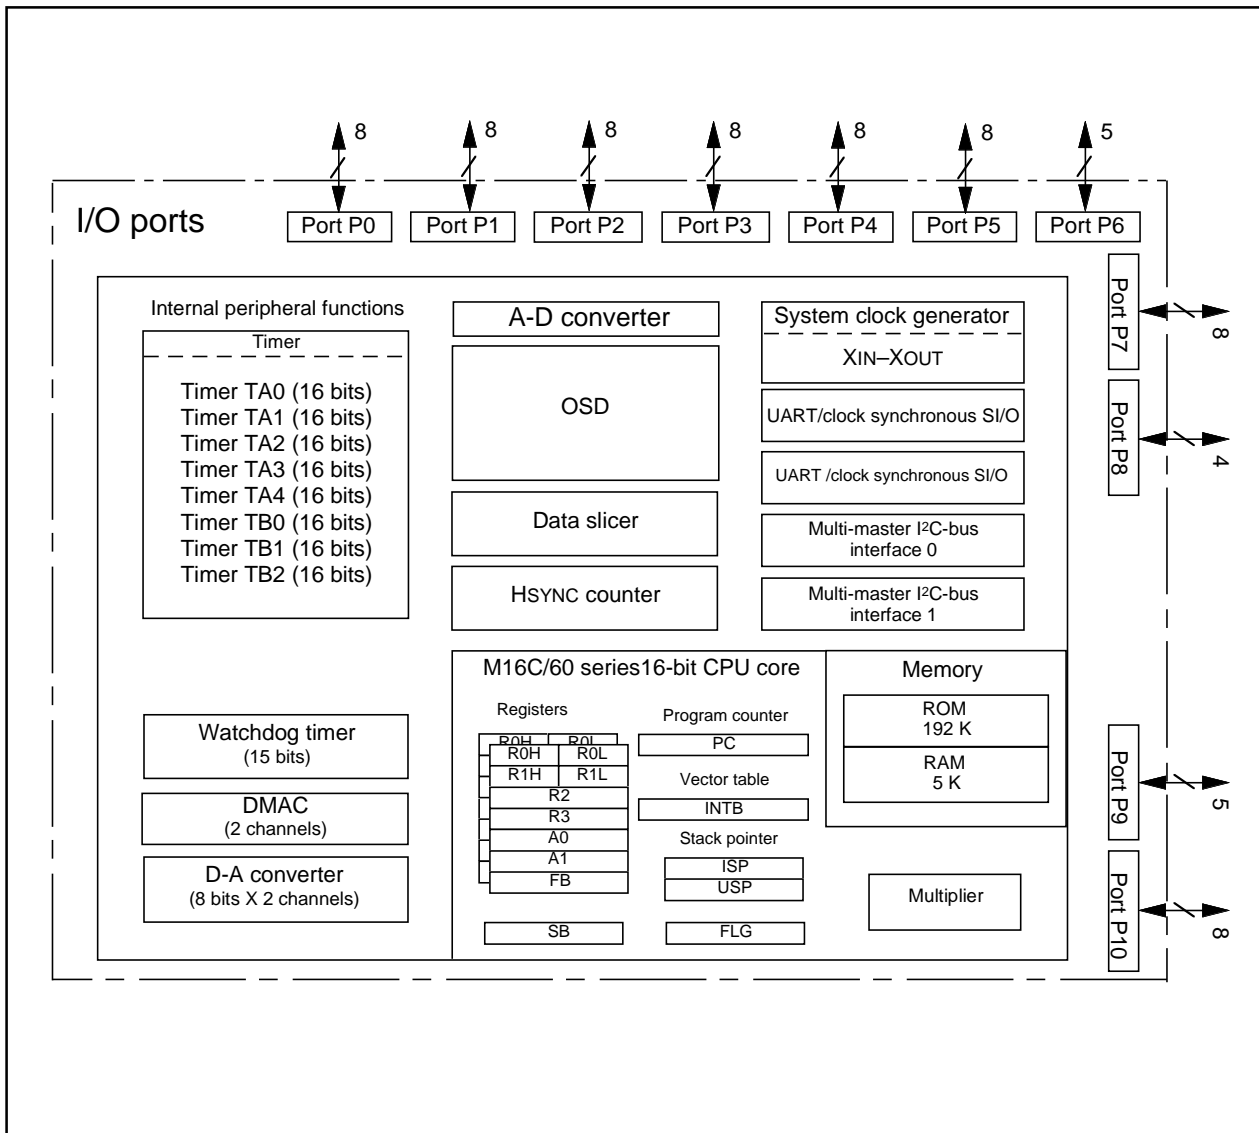 8 8 8 8 8 8 5
I/O ports
Port P0 Port P1 Port P2 Port P3 Port P4 Port P5 Port P6
Port P7
8
Port P8
4
Port P9
5
Port P10
8
Internal peripheral functions
Timer
Timer TA0 (16 bits)
Timer TA1 (16 bits)
Timer TA2 (16 bits)
Timer TA3 (16 bits)
Timer TA4 (16 bits)
Timer TB0 (16 bits)
Timer TB1 (16 bits)
Timer TB2 (16 bits)
Watchdog timer
(15 bits)
DMAC
(2 channels)
D-A converter
(8 bits X 2 channels)
A-D converter
OSD
Data slicer
HSYNC counter
System clock generator
XIN–XOUT
UART/clock synchronous SI/O
UART /clock synchronous SI/O
Multi-master I2C-bus
interface 0
Multi-master I2C-bus
interface 1
M16C/60 series16-bit CPU core
Registers
R0H R0L
R0H R0L
R1H R1L
R2
R3
A0
A1
FB
SB
Program counter
PC
Vector table
INTB
Stack pointer
ISP
USP
FLG
Memory
ROM
192 K
RAM
5 K
Multiplier